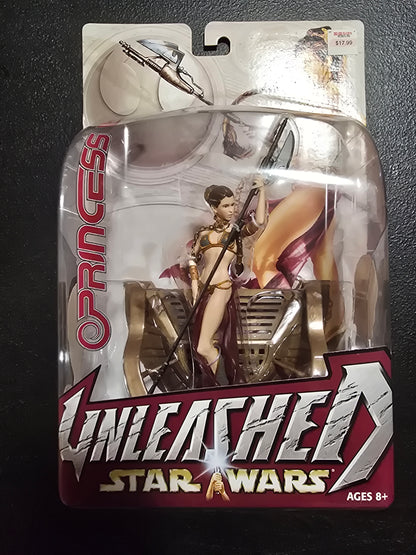 $17.99
PRINCESS
UNLEASHED
STAR WARS
AGES 8+